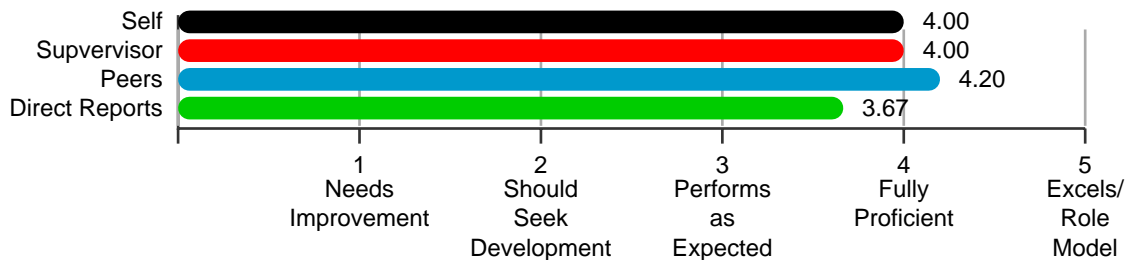 Self 4.00
Supvervisor 4.00
Peers 4.20
Direct Reports 3.67
1 2 3 4 5
Needs Should Performs Fully Excels/
Improvement Seek as Proficient Role
Development Expected Model